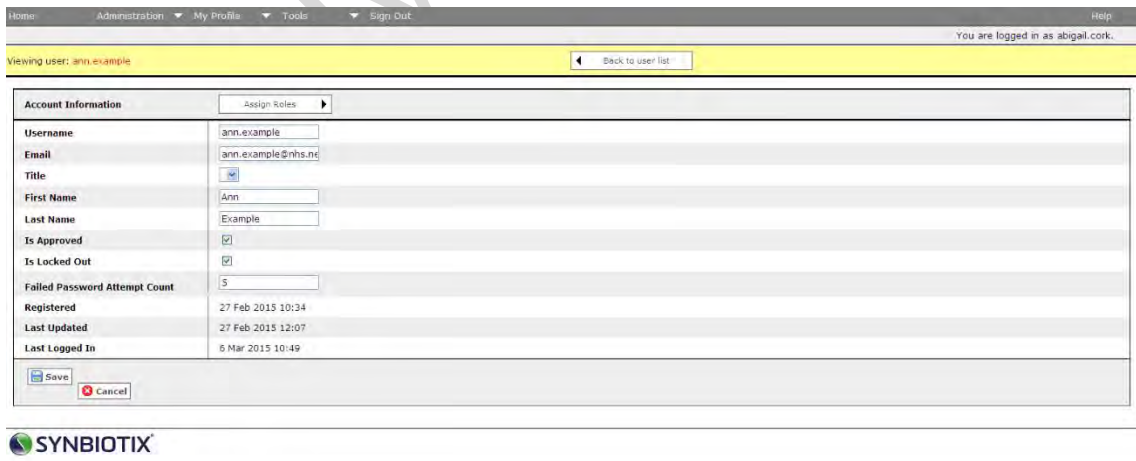 Home Administration My Profile Tools Sign Out Help
You are logged in as abigail.cork.
Viewing user: ann.example Back to user list
Account Information Assign Roles
Username ann.example
Email ann.example@nhs.ne
Title
First Name Ann
Last Name Example
Is Approved
Is Locked Out
Failed Password Attempt Count 5
Registered 27 Feb 2015 10:34
Last Updated 27 Feb 2015 12:07
Last Logged In 6 Mar 2015 10:49
Save
Cancel
SYNBIOTIX